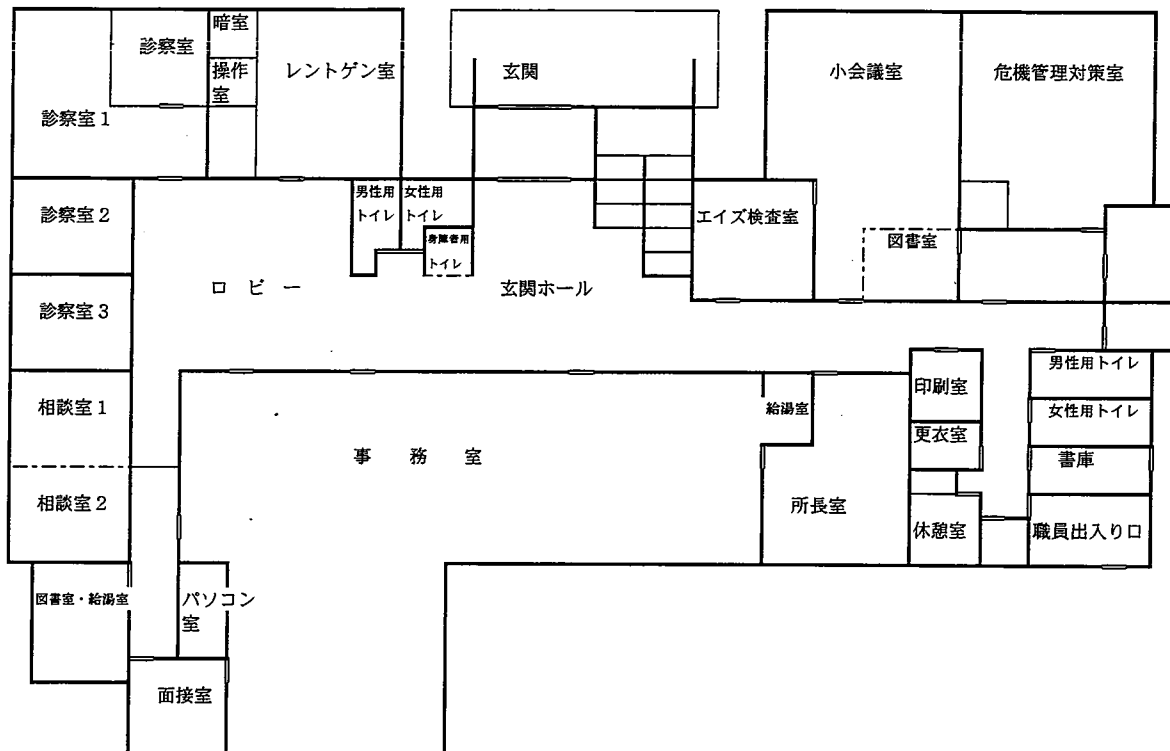 暗室
診察室
操作
室
レントゲン室
玄関
小会議室
危機管理対策室
診察室1
診察室2
男性用
トイレ
女性用
トイレ
身障者用
トイレ
エイズ検査室
図書室
ロビー
玄関ホール
診察室3
相談室1
印刷室
男性用トイレ
給湯室
女性用トイレ
更衣室
事務室
書庫
相談室2
所長室
休憩室
職員出入り口
図書室・給湯室
パソコン
室
面接室